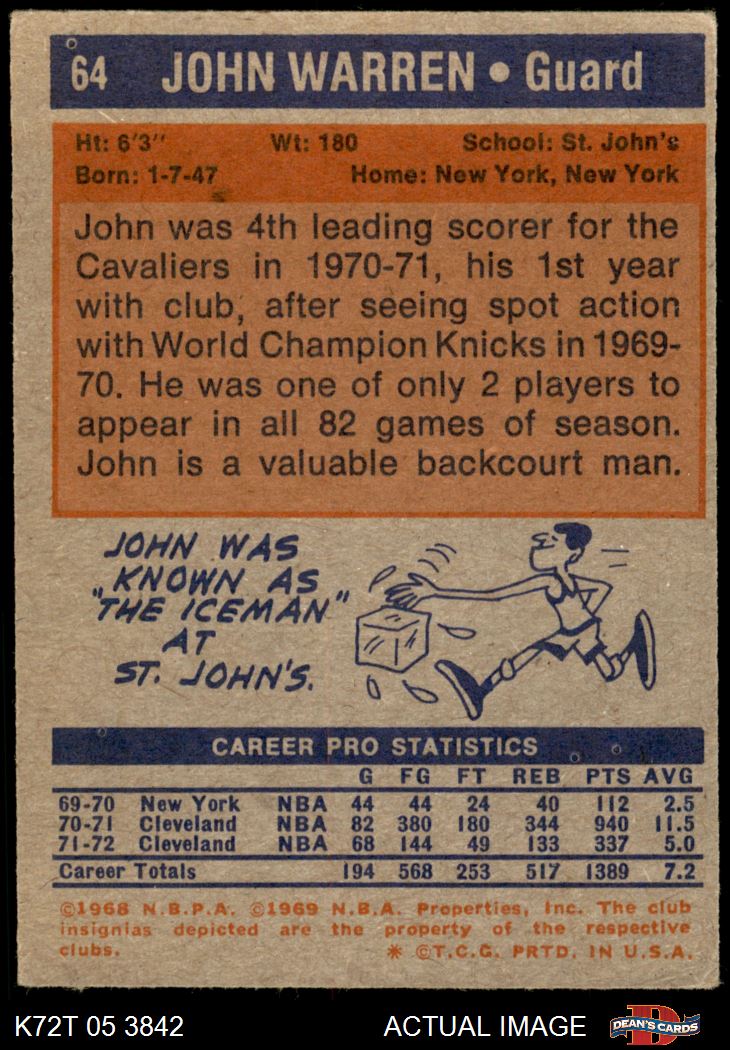 64 JOHN WARREN • Guard
Ht: 6'3" Wt: 180 School: St. John's
Born: 1-7-47 Home: New York, New York
John was 4th leading scorer for the
Cavaliers in 1970-71, his 1st year
with club, after seeing spot action
with World Champion Knicks in 1969-
70. He was one of only 2 players to
appear in all 82 games of season.
John is a valuable backcourt man.
JOHN WAS
KNOWN AS
"THE ICEMAN"
AT
ST. JOHN'S.
CAREER PRO STATISTICS
G FG FT REB PTS AVG
69-70 New York NBA 44 44 24 40 112 2.5
70-71 Cleveland NBA 82 380 180 344 940 11.5
71-72 Cleveland NBA 68 144 49 133 337 5.0
Career Totals 194 568 253 517 1389 7.2
©1968 N.B.P.A. ©1969 N.B.A. Properties, Inc. The club
insignias depicted are the property of the respective
clubs. * ©T.C.G. PRTD. IN U.S.A.
K72T 05 3842 ACTUAL IMAGE D DEAN'S CARDS